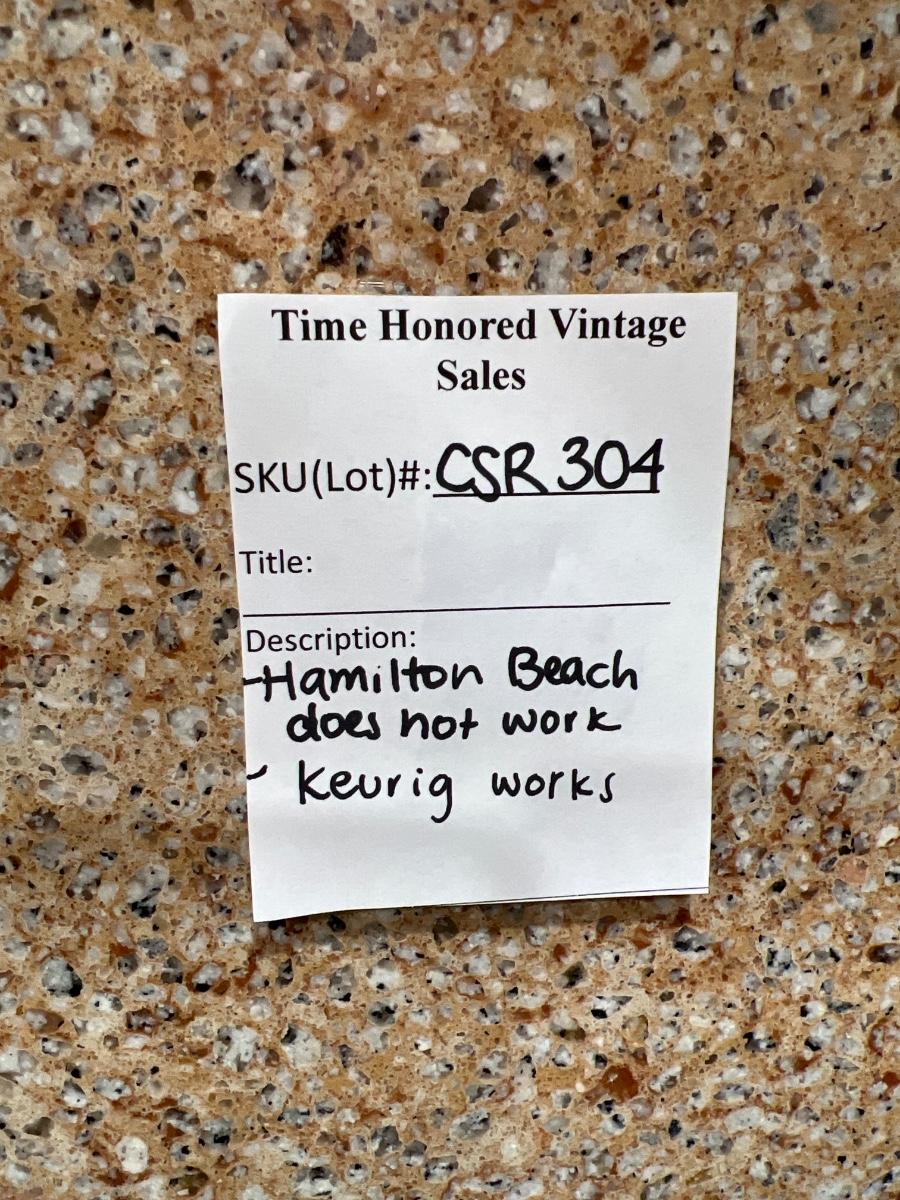 Time Honored Vintage
Sales
SKU(Lot)#: CSR 304
Title:
Description:
- Hamilton Beach
does not work
- Keurig works